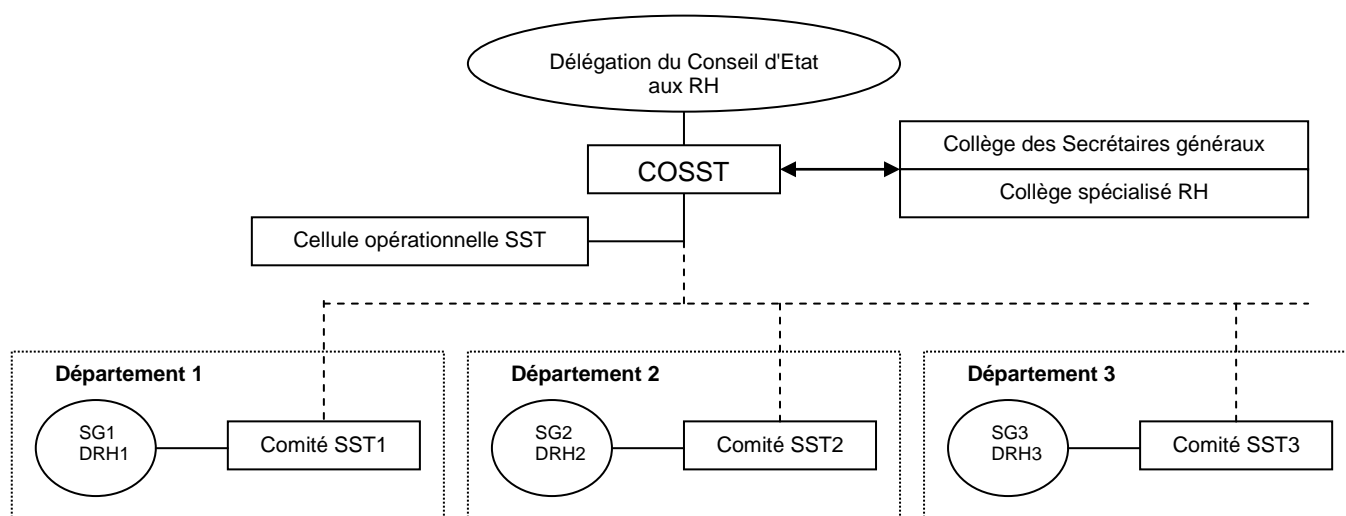 Délégation du Conseil d'Etat
aux RH
COSST
Collège des Secrétaires généraux
Collège spécialisé RH
Cellule opérationnelle SST
Département 1
SG1
DRH1
Comité SST1
Département 2
SG2
DRH2
Comité SST2
Département 3
SG3
DRH3
Comité SST3